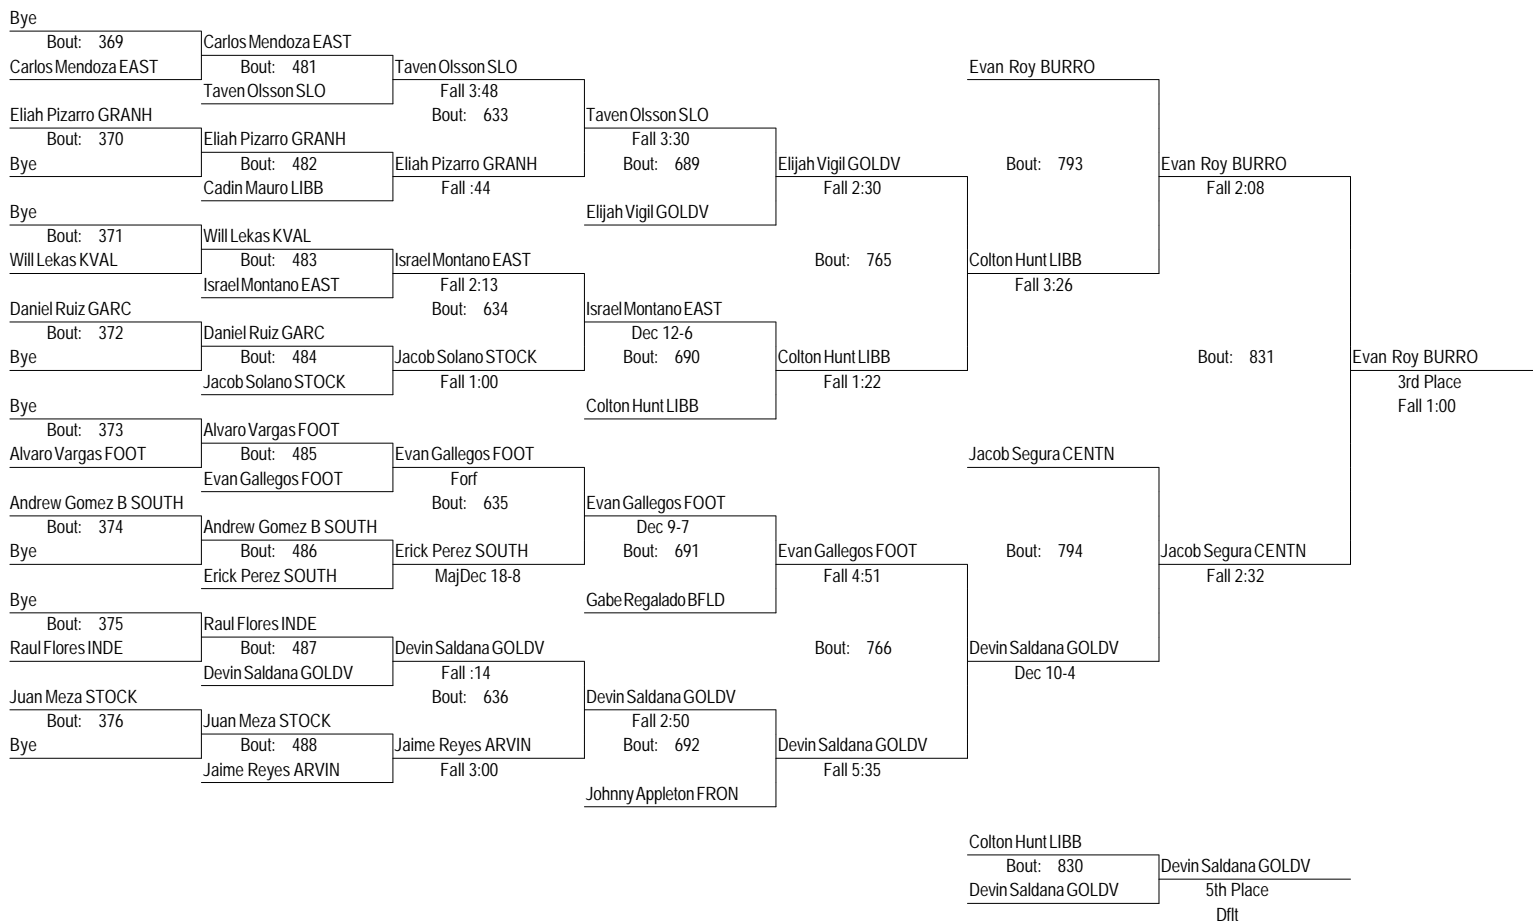 Bye
Bout: 369
Carlos Mendoza EAST
Eliah Pizarro GRANH
Bout: 370
Bye
Bye
Bout: 371
Will Lekas KVAL
Daniel Ruiz GARC
Bout: 372
Bye
Bye
Bout: 373
Alvaro Vargas FOOT
Andrew Gomez B SOUTH
Bout: 374
Bye
Bye
Bout: 375
Raul Flores INDE
Juan Meza STOCK
Bout: 376
Bye
Carlos Mendoza EAST
Bout: 481
Taven Olsson SLO
Eliah Pizarro GRANH
Bout: 482
Cadin Mauro LIBB
Will Lekas KVAL
Bout: 483
Israel Montano EAST
Daniel Ruiz GARC
Bout: 484
Jacob Solano STOCK
Alvaro Vargas FOOT
Bout: 485
Evan Gallegos FOOT
Andrew Gomez B SOUTH
Bout: 486
Erick Perez SOUTH
Raul Flores INDE
Bout: 487
Devin Saldana GOLDV
Juan Meza STOCK
Bout: 488
Jaime Reyes ARVIN
Taven Olsson SLO
Fall 3:48
Bout: 633
Eliah Pizarro GRANH
Fall :44
Israel Montano EAST
Fall 2:13
Bout: 634
Jacob Solano STOCK
Fall 1:00
Evan Gallegos FOOT
Forf
Bout: 635
Erick Perez SOUTH
MajDec 18-8
Devin Saldana GOLDV
Fall :14
Bout: 636
Jaime Reyes ARVIN
Fall 3:00
Taven Olsson SLO
Fall 3:30
Bout: 689
Elijah Vigil GOLDV
Israel Montano EAST
Dec 12-6
Bout: 690
Colton Hunt LIBB
Evan Gallegos FOOT
Dec 9-7
Bout: 691
Gabe Regalado BFLD
Devin Saldana GOLDV
Fall 2:50
Bout: 692
Johnny Appleton FRON
Elijah Vigil GOLDV
Fall 2:30
Bout: 765
Colton Hunt LIBB
Fall 1:22
Evan Gallegos FOOT
Fall 4:51
Bout: 766
Devin Saldana GOLDV
Fall 5:35
Evan Roy BURRO
Bout: 793
Colton Hunt LIBB
Fall 3:26
Jacob Segura CENTN
Bout: 794
Devin Saldana GOLDV
Dec 10-4
Evan Roy BURRO
Fall 2:08
Bout: 831
Jacob Segura CENTN
Fall 2:32
Evan Roy BURRO
3rd Place
Fall 1:00
Colton Hunt LIBB
Bout: 830
Devin Saldana GOLDV
Devin Saldana GOLDV
5th Place
Dflt